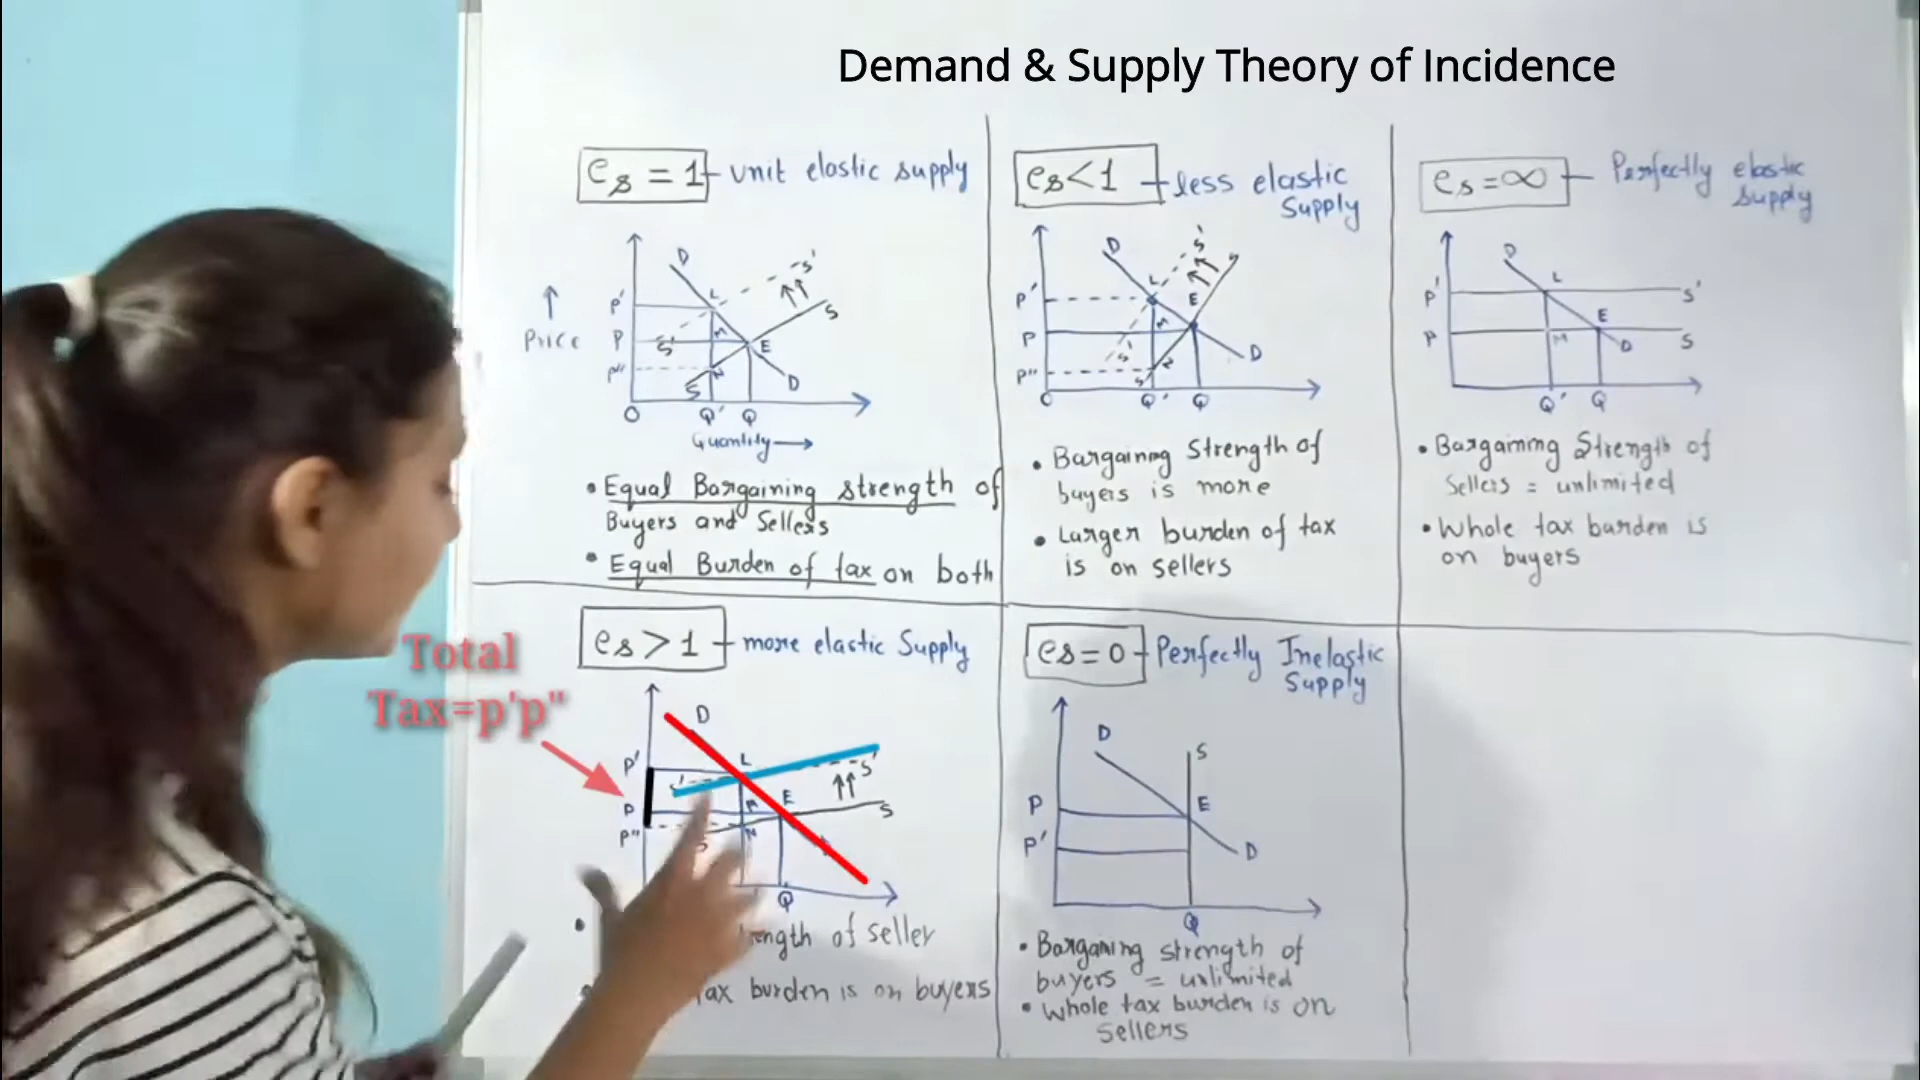 Demand & Supply Theory of Incidence
es = 1 - unit elastic supply
P'
P
P"
Price
D
L
S'
S
M
E
S'
N
S
D
O
Q' Q
Quantity
• Equal Bargaining strength of
Buyers and Sellers
• Equal Burden of tax on both
es < 1 - less elastic
Supply
D
S'
S
L
E
P'
M
P
S'
N
D
P"
S
O
Q' Q
• Bargaining Strength of
buyers is more
• Larger burden of tax
is on sellers
es = ∞ - Perfectly elastic
supply
D
L
P'
S'
E
P
M
D
S
Q' Q
• Bargaining Strength of
Sellers = unlimited
• Whole tax burden is
on buyers
es > 1 - more elastic Supply
Total
Tax=p'p"
D
L
P'
S'
S'
E
P
M
S
P"
N
S
Q
ength of seller
ax burden is on buyers
es = 0 - Perfectly Inelastic
Supply
D
S
P
E
P'
D
Q
• Bargaining strength of
buyers = unlimited
• Whole tax burden is on
sellers